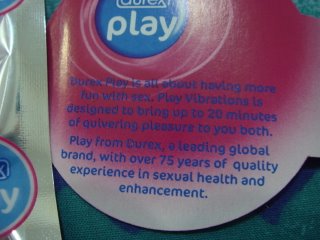 Durex
play
Durex Play is all about having more
fun with sex. Play Vibrations is
designed to bring up to 20 minutes
of quivering pleasure to you both.
Play from Durex, a leading global
brand, with over 75 years of quality
experience in sexual health and
enhancement.
ex
ay